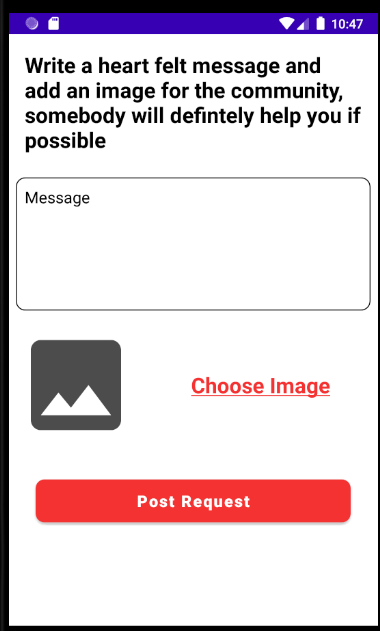 10:47
Write a heart felt message and
add an image for the community,
somebody will defintely help you if
possible
Message
Choose Image
Post Request